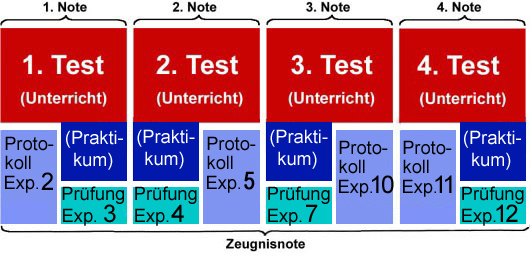 1. Note
2. Note
3. Note
4. Note
1. Test
(Unterricht)
2. Test
(Unterricht)
3. Test
(Unterricht)
4. Test
(Unterricht)
Proto-
koll
Exp. 2
(Prakti-
kum)
Prüfung
Exp. 3
(Prakti-
kum)
Prüfung
Exp. 4
Proto-
koll
Exp. 5
(Prakti-
kum)
Prüfung
Exp. 7
Proto-
koll
Exp. 10
Proto-
koll
Exp. 11
(Prakti-
kum)
Prüfung
Exp. 12
Zeugnisnote